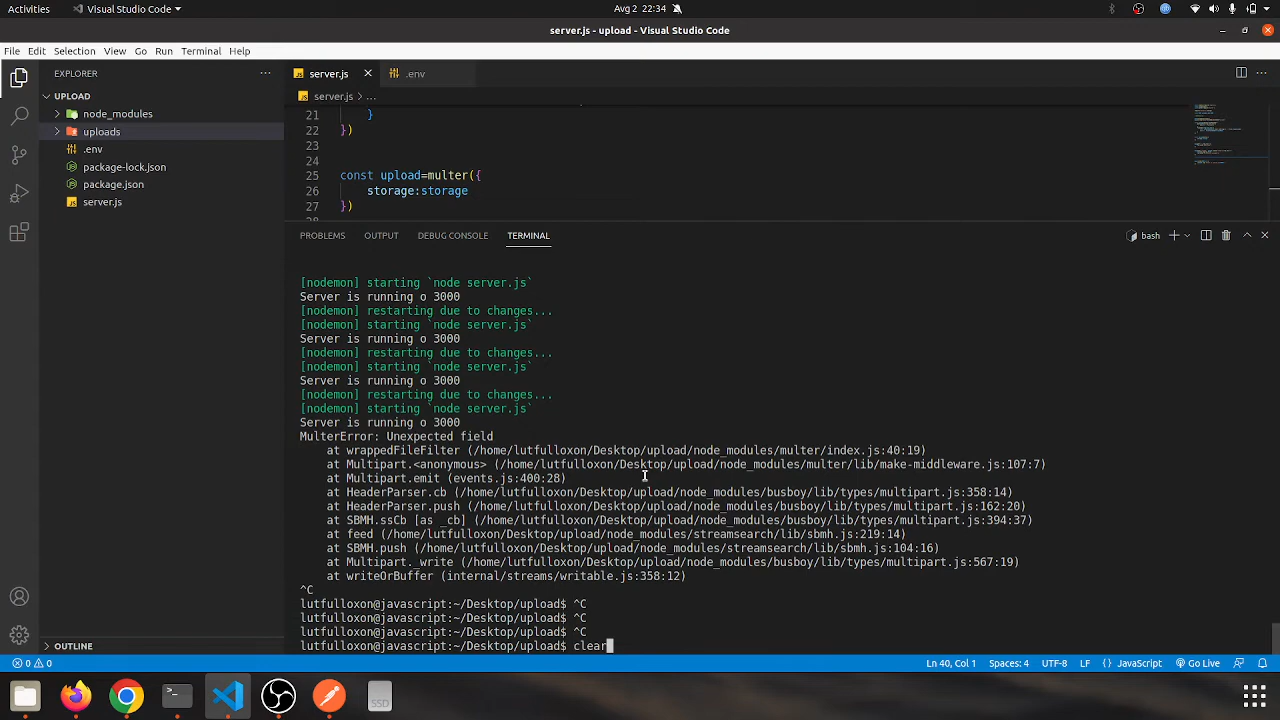 Activities
Visual Studio Code
Avg 2 22:34
server.js - upload - Visual Studio Code
File Edit Selection View Go Run Terminal Help
EXPLORER
server.js
.env
UPLOAD
server.js > ...
node_modules
uploads
.env
package-lock.json
package.json
server.js
21 }
22 })
23
24
25 const upload=multer({
26 storage:storage
27 })
28
PROBLEMS OUTPUT DEBUG CONSOLE TERMINAL
bash
[nodemon] starting `node server.js`
Server is running o 3000
[nodemon] restarting due to changes...
[nodemon] starting `node server.js`
Server is running o 3000
[nodemon] restarting due to changes...
[nodemon] starting `node server.js`
Server is running o 3000
[nodemon] restarting due to changes...
[nodemon] starting `node server.js`
Server is running o 3000
MulterError: Unexpected field
at wrappedFileFilter (/home/lutfulloxon/Desktop/upload/node_modules/multer/index.js:40:19)
at Multipart.<anonymous> (/home/lutfulloxon/Desktop/upload/node_modules/multer/lib/make-middleware.js:107:7)
at Multipart.emit (events.js:400:28)
at HeaderParser.cb (/home/lutfulloxon/Desktop/upload/node_modules/busboy/lib/types/multipart.js:358:14)
at HeaderParser.push (/home/lutfulloxon/Desktop/upload/node_modules/busboy/lib/types/multipart.js:162:20)
at SBMH.ssCb [as _cb] (/home/lutfulloxon/Desktop/upload/node_modules/busboy/lib/types/multipart.js:394:37)
at feed (/home/lutfulloxon/Desktop/upload/node_modules/streamsearch/lib/sbmh.js:219:14)
at SBMH.push (/home/lutfulloxon/Desktop/upload/node_modules/streamsearch/lib/sbmh.js:104:16)
at Multipart._write (/home/lutfulloxon/Desktop/upload/node_modules/busboy/lib/types/multipart.js:567:19)
at writeOrBuffer (internal/streams/writable.js:358:12)
^C
lutfulloxon@javascript:~/Desktop/upload$ ^C
lutfulloxon@javascript:~/Desktop/upload$ ^C
lutfulloxon@javascript:~/Desktop/upload$ ^C
lutfulloxon@javascript:~/Desktop/upload$ clear
OUTLINE
0 0
Ln 40, Col 1 Spaces: 4 UTF-8 LF {} JavaScript Go Live
SSD